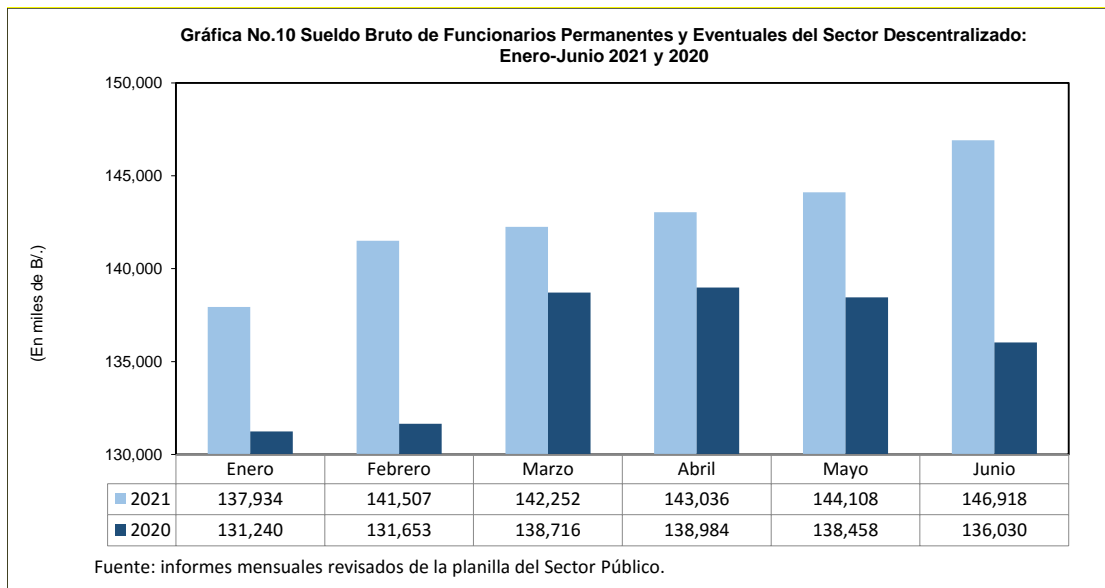 Gráfica No.10 Sueldo Bruto de Funcionarios Permanentes y Eventuales del Sector Descentralizado:
Enero-Junio 2021 y 2020
(En miles de B/.)
150,000
145,000
140,000
135,000
130,000
Enero Febrero Marzo Abril Mayo Junio
2021 137,934 141,507 142,252 143,036 144,108 146,918
2020 131,240 131,653 138,716 138,984 138,458 136,030
Fuente: informes mensuales revisados de la planilla del Sector Público.